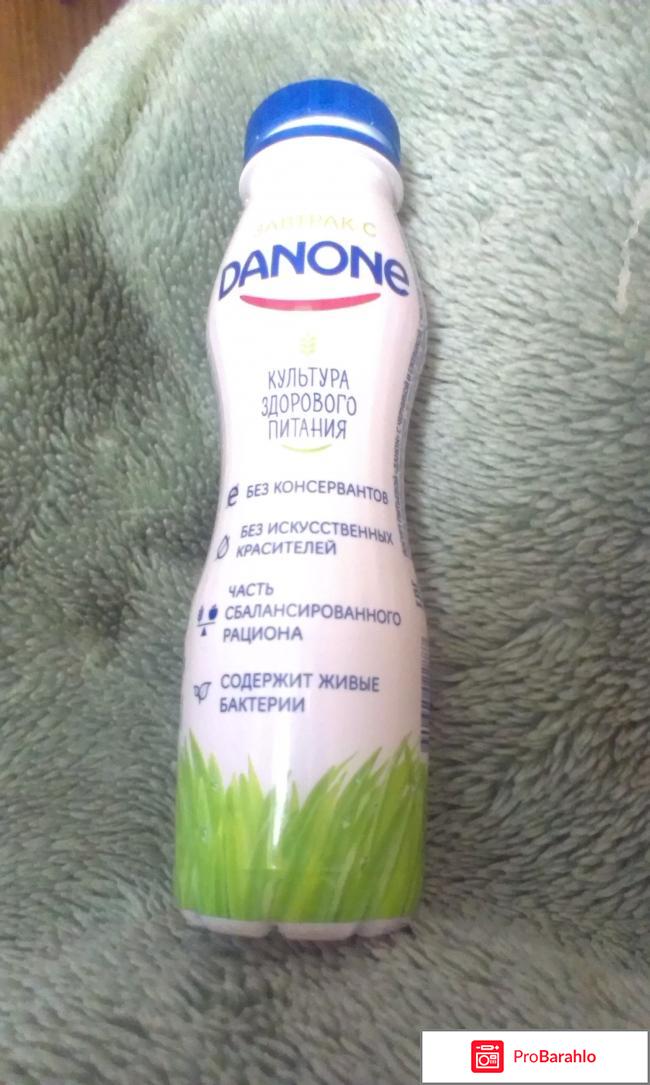 ЗАВТРАК С
DANONE
КУЛЬТУРА
ЗДОРОВОГО
ПИТАНИЯ
БЕЗ КОНСЕРВАНТОВ
БЕЗ ИСКУССТВЕННЫХ
КРАСИТЕЛЕЙ
ЧАСТЬ
СБАЛАНСИРОВАННОГО
РАЦИОНА
СОДЕРЖИТ ЖИВЫЕ
БАКТЕРИИ
ProBarahlo